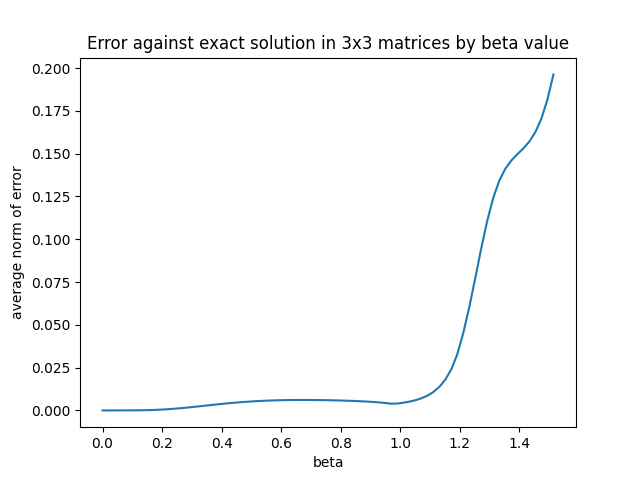 Error against exact solution in 3x3 matrices by beta value
average norm of error
0.200
0.175
0.150
0.125
0.100
0.075
0.050
0.025
0.000
0.0 0.2 0.4 0.6 0.8 1.0 1.2 1.4
beta